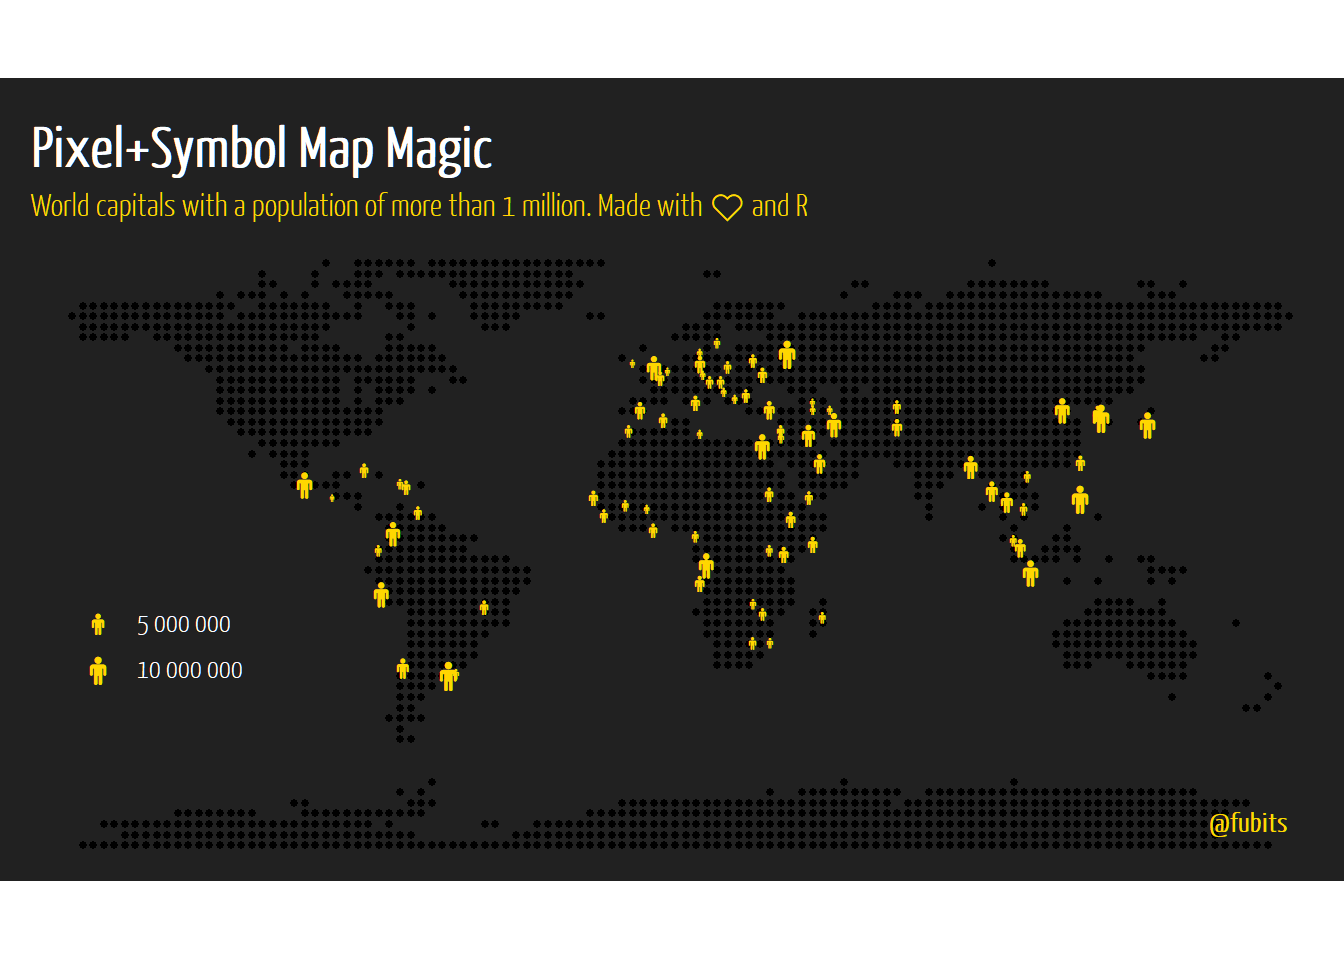 Pixel+Symbol Map Magic
World capitals with a population of more than 1 million. Made with ♡ and R
5 000 000
10 000 000
@fubits